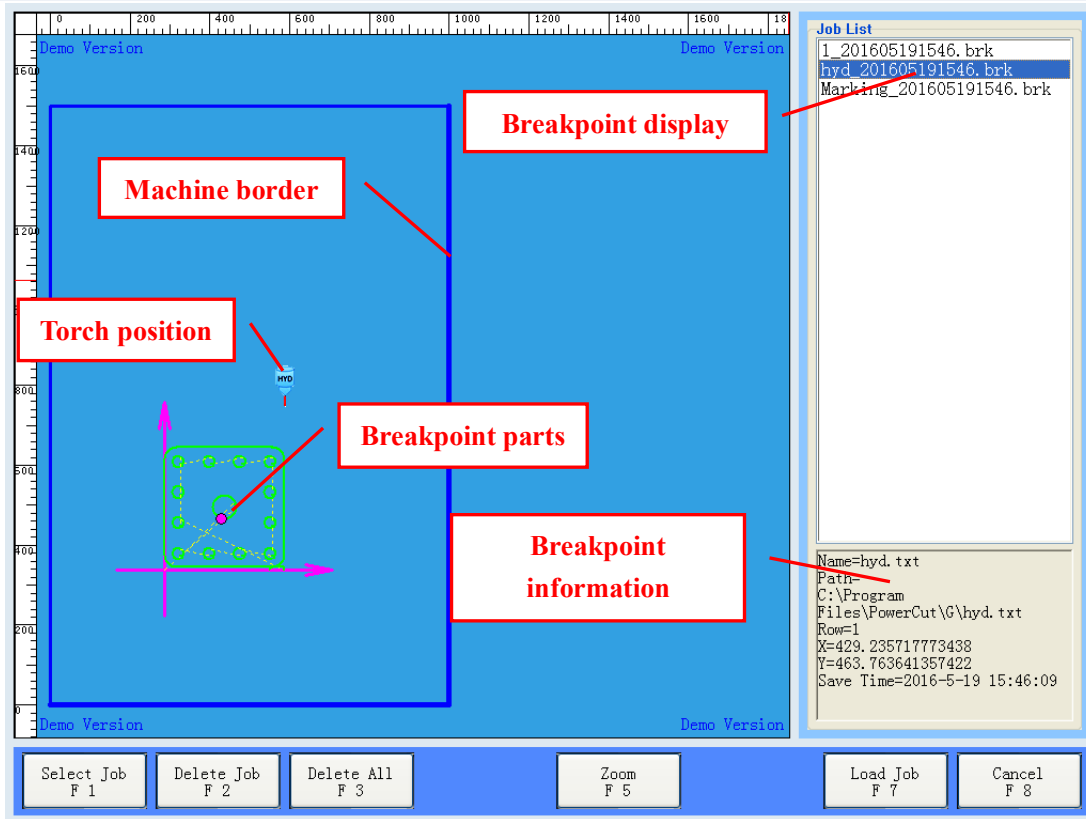 0 200 400 600 800 1000 1200 1400 1600 18
Demo Version
Demo Version
1600
1400
1200
800
500
400
200
0
Machine border
Breakpoint display
Torch position
HYD
Breakpoint parts
Breakpoint
information
Demo Version
Demo Version
Job List
1_201605191546.brk
hyd_201605191546.brk
Marking_201605191546.brk
Name=hyd.txt
Path=
C:\Program
Files\PowerCut\G\hyd.txt
Row=1
X=429.235717773438
Y=463.763641357422
Save Time=2016-5-19 15:46:09
Select Job
F 1
Delete Job
F 2
Delete All
F 3
Zoom
F 5
Load Job
F 7
Cancel
F 8